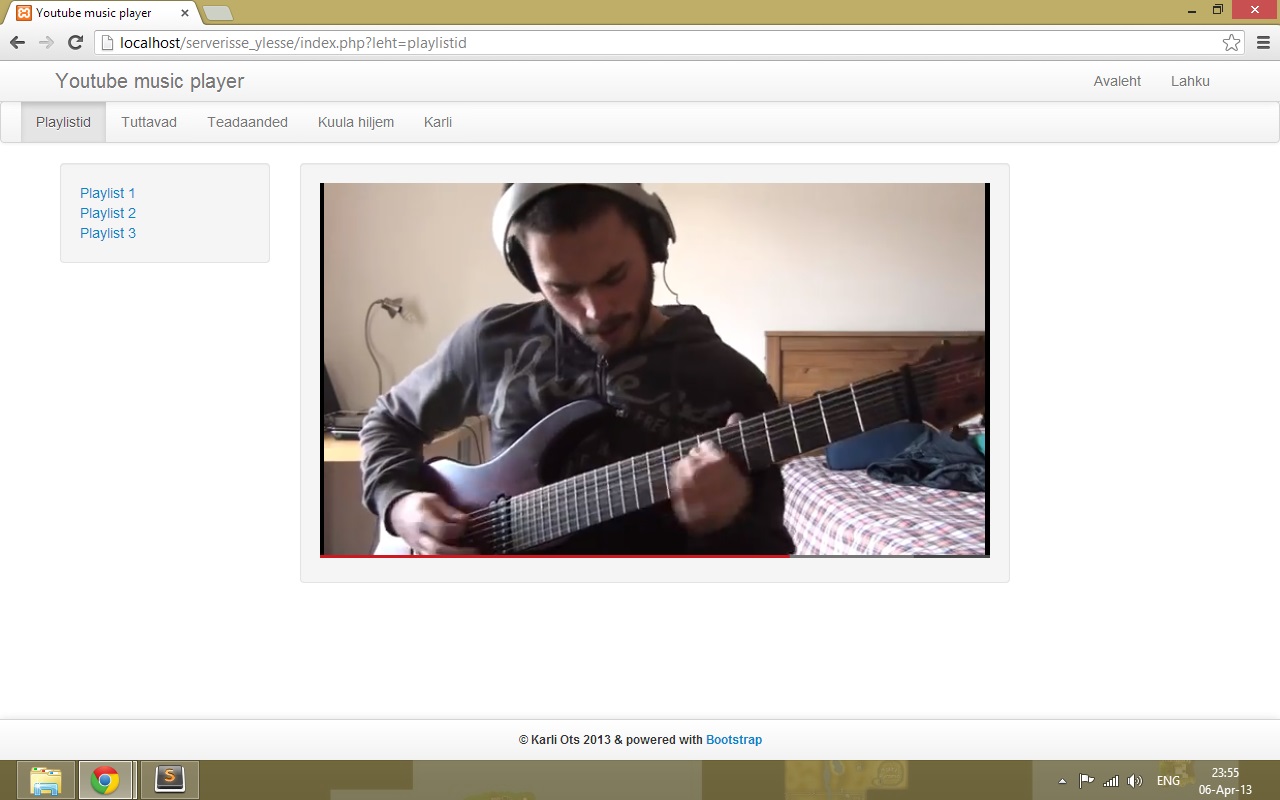 Youtube music player
localhost/serverisse_ylesse/index.php?leht=playlistid
Youtube music player
Avaleht Lahku
Playlistid Tuttavad Teadaanded Kuula hiljem Karli
Playlist 1
Playlist 2
Playlist 3
© Karli Ots 2013 & powered with Bootstrap
ENG
23:55
06-Apr-13